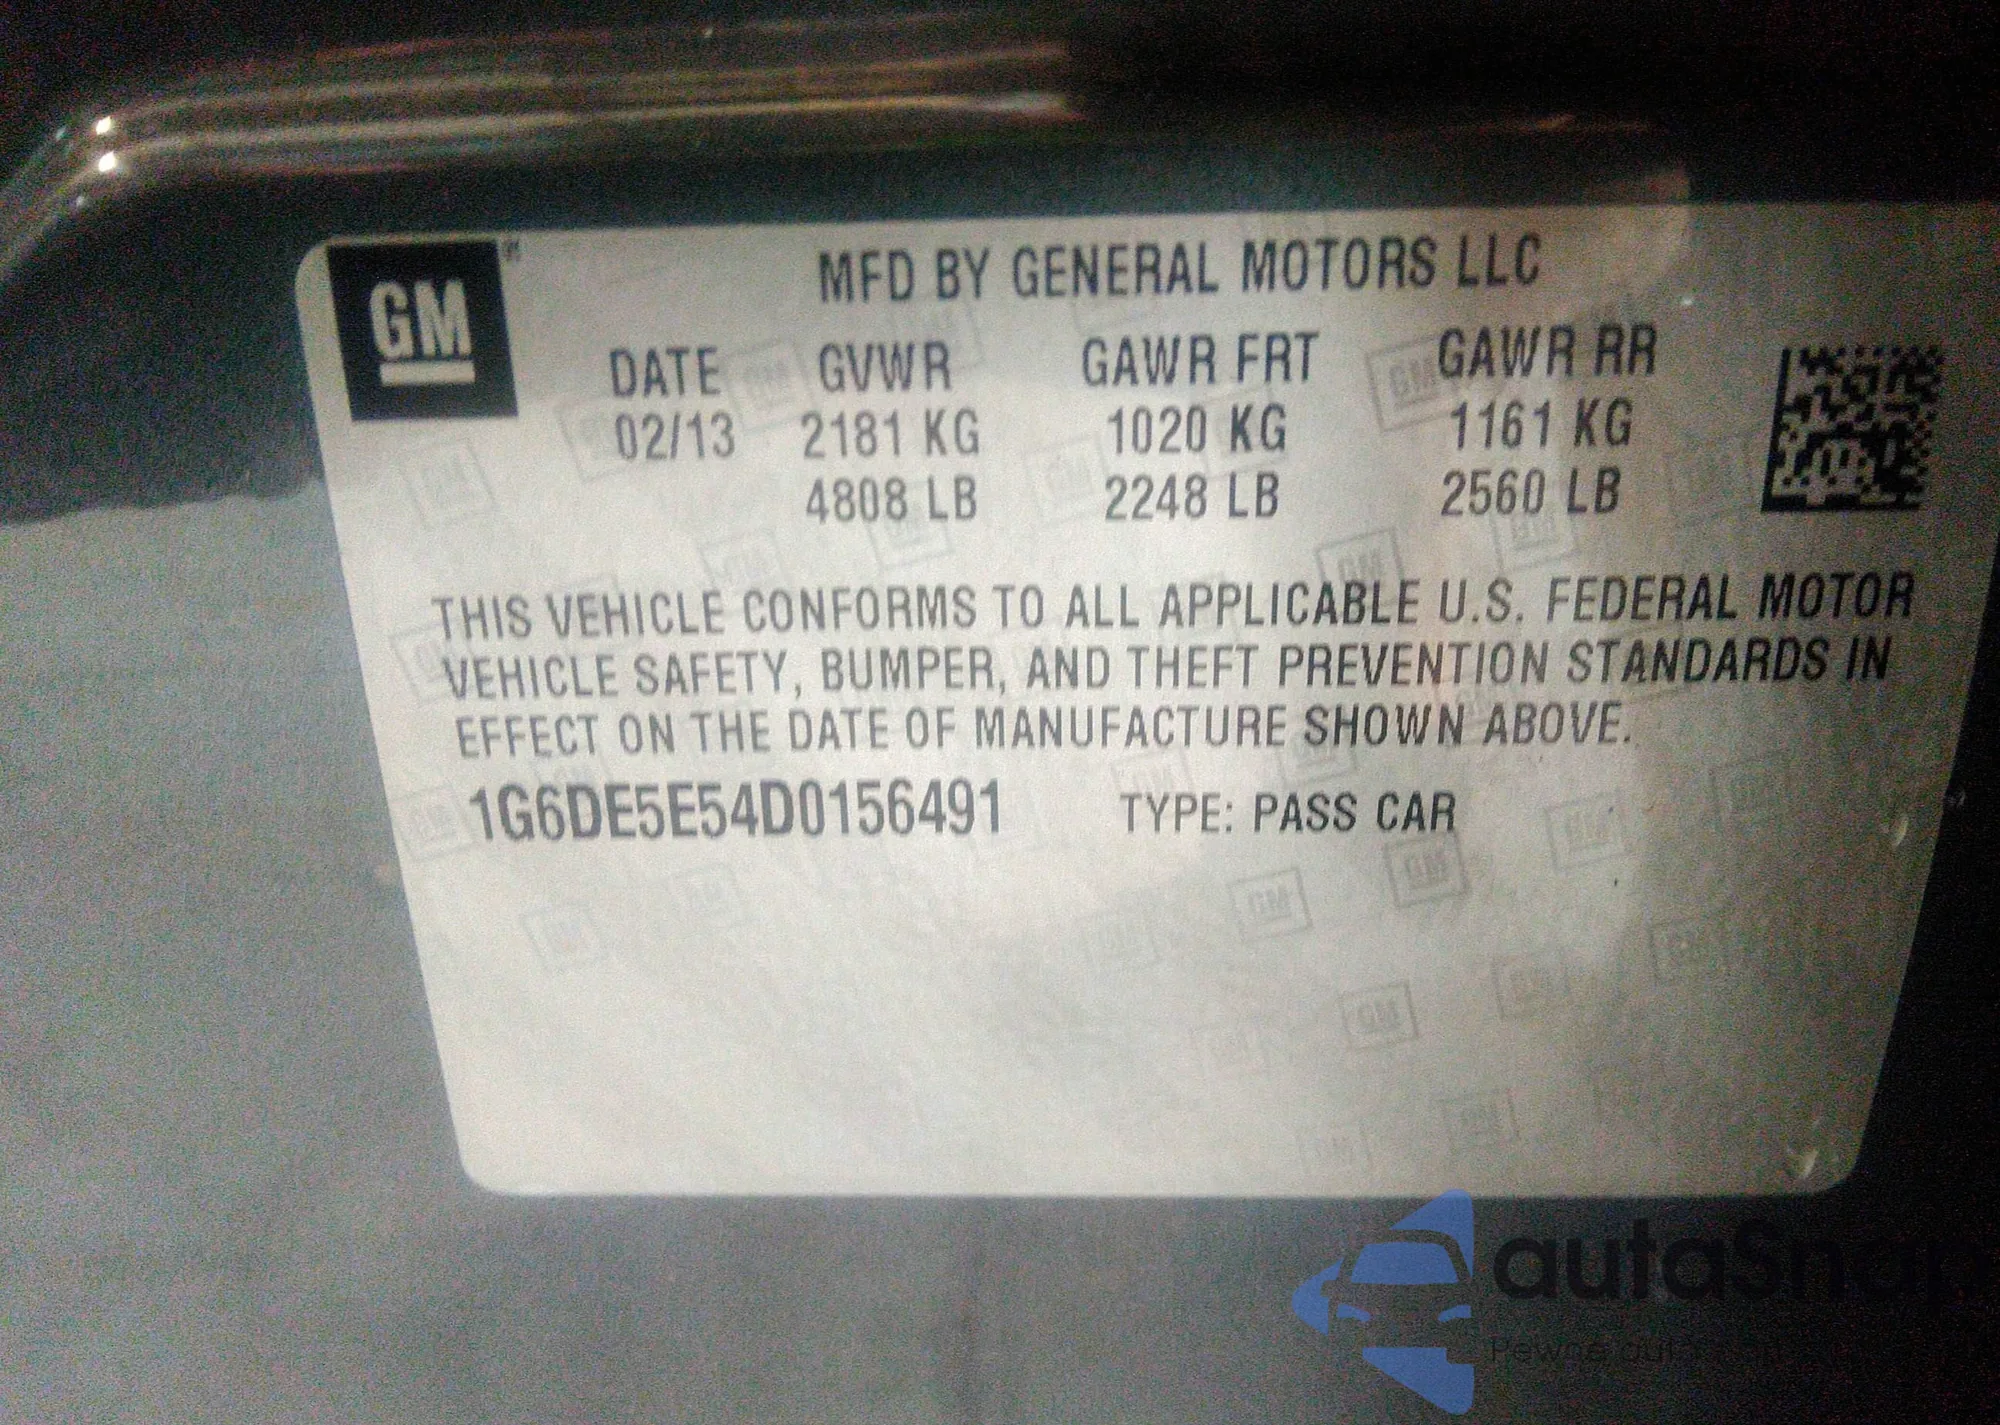 GM
MFD BY GENERAL MOTORS LLC
DATE GVWR GAWR FRT GAWR RR
02/13 2181 KG 1020 KG 1161 KG
4808 LB 2248 LB 2560 LB
THIS VEHICLE CONFORMS TO ALL APPLICABLE U.S. FEDERAL MOTOR
VEHICLE SAFETY, BUMPER, AND THEFT PREVENTION STANDARDS IN
EFFECT ON THE DATE OF MANUFACTURE SHOWN ABOVE.
1G6DE5E54D0156491 TYPE: PASS CAR
autaSnap
Pewne